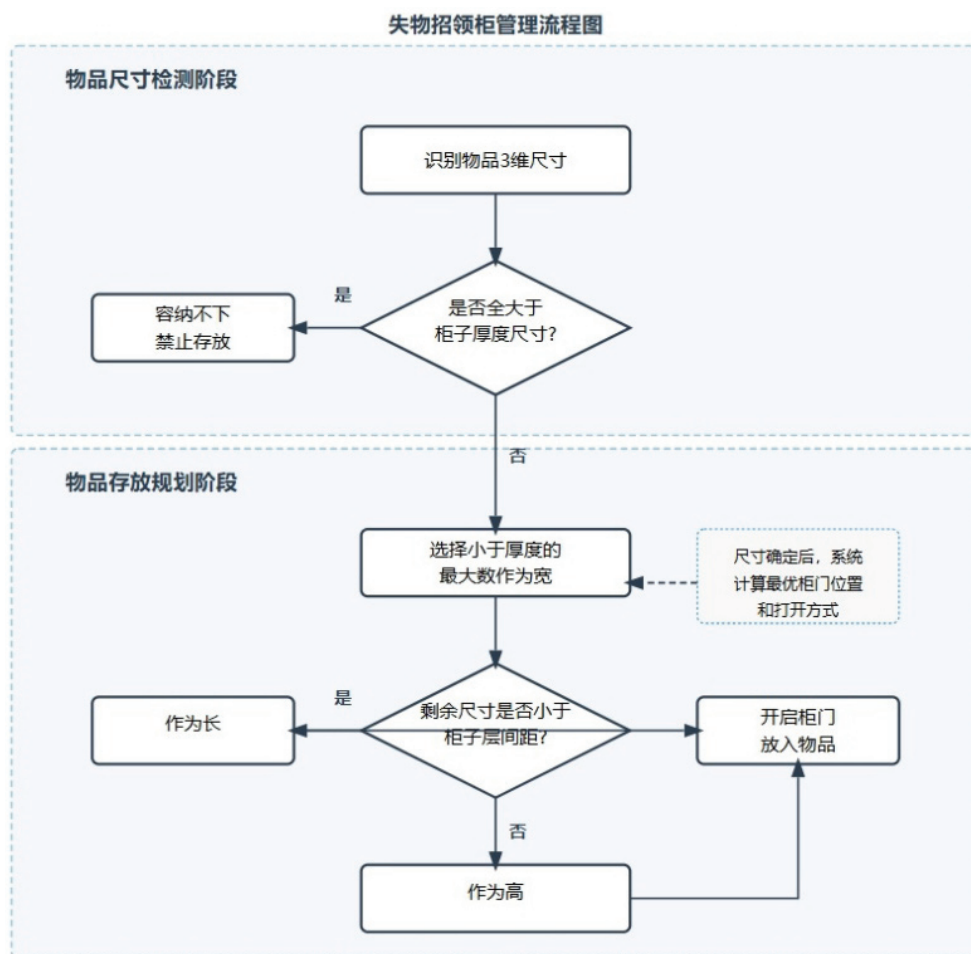 失物招领柜管理流程图
物品尺寸检测阶段
识别物品3维尺寸
是否全大于
柜子厚度尺寸?
是
容纳不下
禁止存放
否
物品存放规划阶段
选择小于厚度的
最大数作为宽
尺寸确定后，系统
计算最优柜门位置
和打开方式
剩余尺寸是否小于
柜子层间距?
是
作为长
开启柜门
放入物品
否
作为高